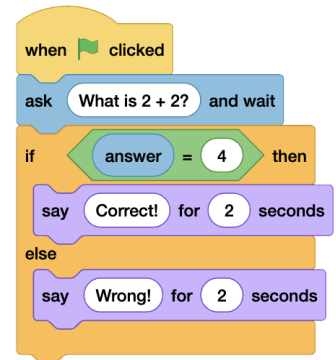 when clicked
ask What is 2 + 2? and wait
if answer = 4 then
say Correct! for 2 seconds
else
say Wrong! for 2 seconds